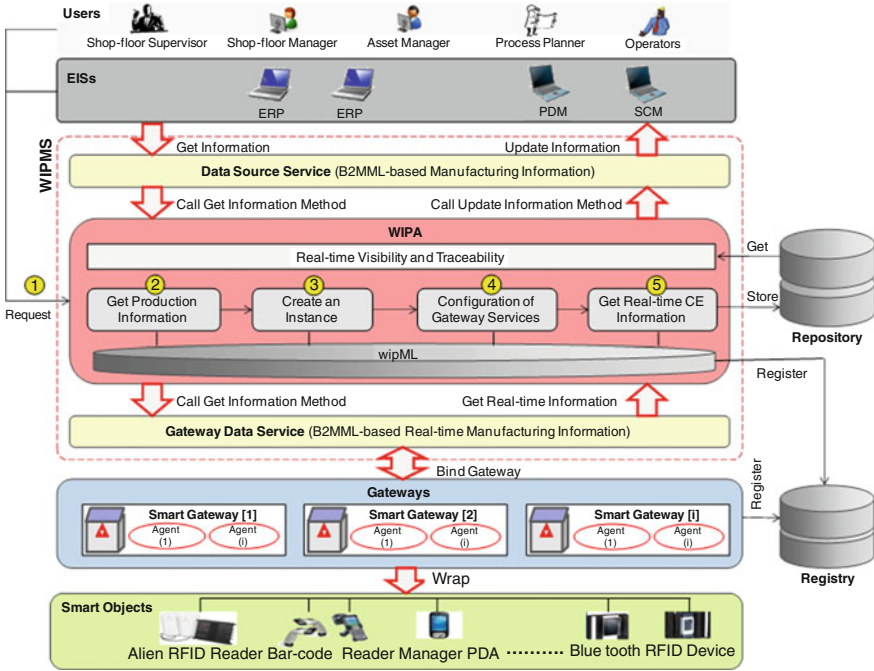 Users
Shop-floor Supervisor
Shop-floor Manager
Asset Manager
Process Planner
Operators
EISs
ERP
ERP
PDM
SCM
WIPMS
Get Information
Update Information
Data Source Service (B2MML-based Manufacturing Information)
Call Get Information Method
Call Update Information Method
WIPA
Real-time Visibility and Traceability
Get
1
Request
2
Get Production
Information
3
Create an
Instance
4
Configuration of
Gateway Services
5
Get Real-time CE
Information
Store
Repository
wipML
Register
Call Get Information Method
Get Real-time Information
Gateway Data Service (B2MML-based Real-time Manufacturing Information)
Bind Gateway
Gateways
Register
Smart Gateway [1]
Agent
(1)
Agent
(i)
Smart Gateway [2]
Agent
(1)
Agent
(i)
Smart Gateway [i]
Agent
(1)
Agent
(i)
Registry
Wrap
Smart Objects
Alien RFID Reader Bar-code Reader Manager PDA ......... Blue tooth RFID Device